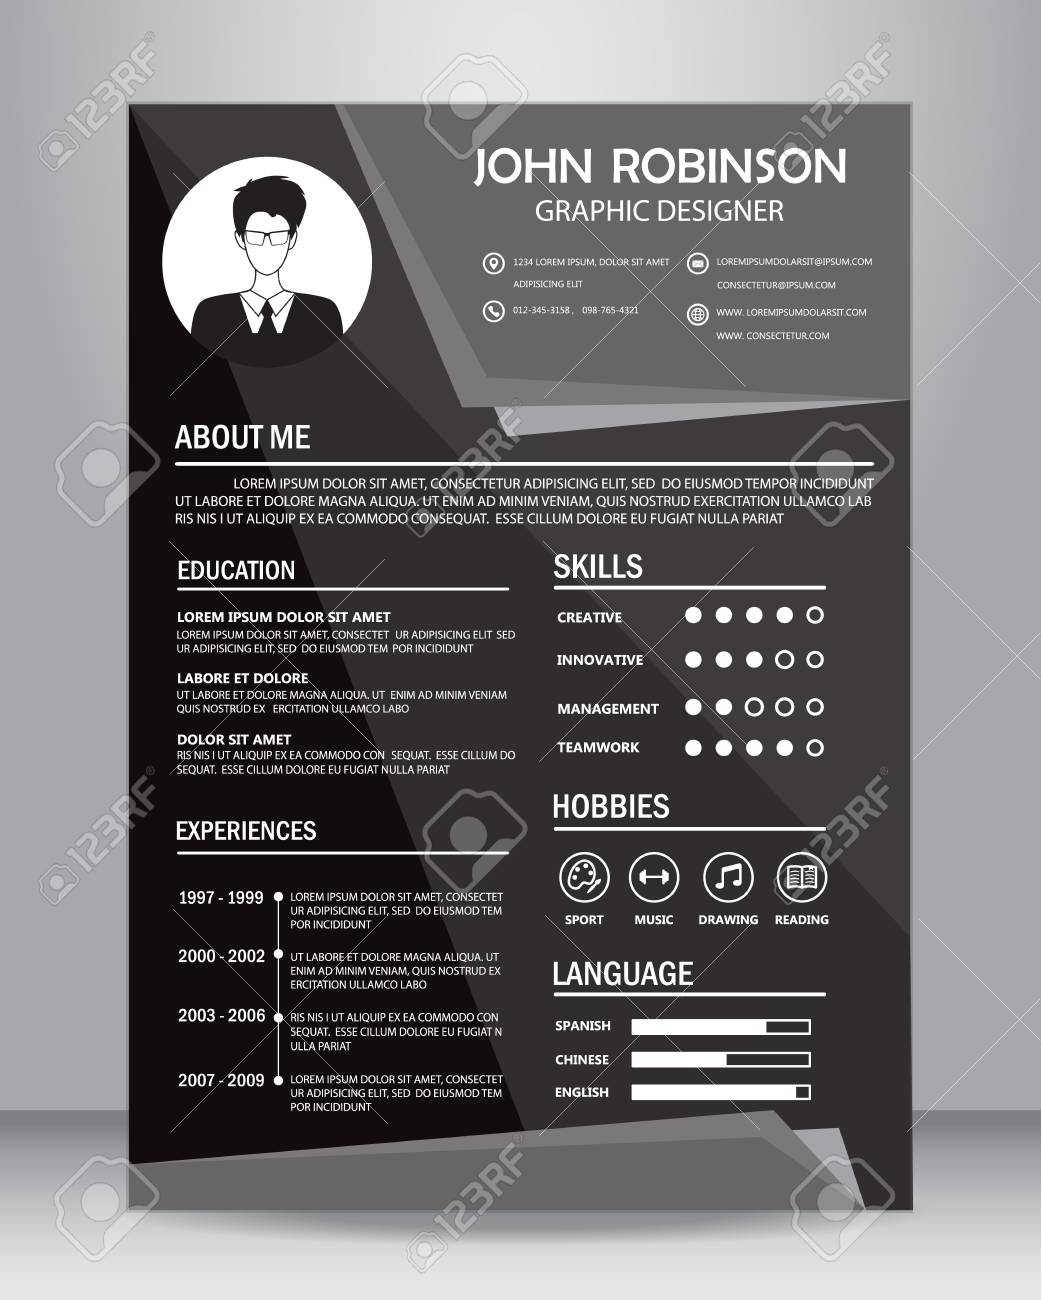 JOHN ROBINSON
GRAPHIC DESIGNER
1234 LOREM IPSUM, DOLOR SIT AMET
ADIPISICING ELIT
012-345-3158 , 098-765-4321
LOREMIPSUMDOLARSIT@IPSUM.COM
CONSECTETUR@IPSUM.COM
WWW. LOREMIPSUMDOLARSIT.COM
WWW. CONSECTETUR.COM
ABOUT ME
LOREM IPSUM DOLOR SIT AMET, CONSECTETUR ADIPISICING ELIT, SED DO EIUSMOD TEMPOR INCIDIDUNT
UT LABORE ET DOLORE MAGNA ALIQUA, UT ENIM AD MINIM VENIAM, QUIS NOSTRUD EX ERCITATION ULLAMCO LAB
RIS NIS I UT ALIQUIP EX EA COMMODO CONSEQUAT. ESSE CILLUM DOLORE EU FUGIAT NULLA PARIAT
EDUCATION
LOREM IPSUM DOLOR SIT AMET
LOREM IPSUM DOLOR SIT AMET, CONSECTET UR ADIPISICING ELIT SED
UR ADIPISICING ELIT, SED DO EIUSMOD TEM POR INCIDIDUNT
LABORE ET DOLORE
UT LABORE ET DOLORE MAGNA ALIQUA. UT ENIM AD MINIM VENIAM,
QUIS NOSTRUD EX ERCITATION ULLAMCO LABO
DOLOR SIT AMET
RIS NIS I UT ALIQUIP EX EA COMMODO CON SEQUAT. ESSE CILLUM DO
SEQUAT. ESSE CILLUM DOLORE EU FUGIAT NULLA PARIAT
EXPERIENCES
1997 - 1999
LOREM IPSUM DOLOR SIT AMET, CONSECTET
UR ADIPISICING ELIT, SED DO EIUSMOD TEM
POR INCIDIDUNT
2000 - 2002
UT LABORE ET DOLORE MAGNA ALIQUA. UT
ENIM AD MINIM VENIAM, QUIS NOSTRUD EX
ERCITATION ULLAMCO LABO
2003 - 2006
RIS NIS I UT ALIQUIP EX EA COMMODO CON
SEQUAT. ESSE CILLUM DOLORE EU FUGIAT N
ULLA PARIAT
2007 - 2009
LOREM IPSUM DOLOR SIT AMET, CONSECTET
UR ADIPISICING ELIT, SED DO EIUSMOD TEM
POR INCIDIDUNT
SKILLS
CREATIVE
INNOVATIVE
MANAGEMENT
TEAMWORK
HOBBIES
SPORT
MUSIC
DRAWING
READING
LANGUAGE
SPANISH
CHINESE
ENGLISH
123RF
123RF
123RF
123RF
123RF
123RF
123RF
123RF
123RF